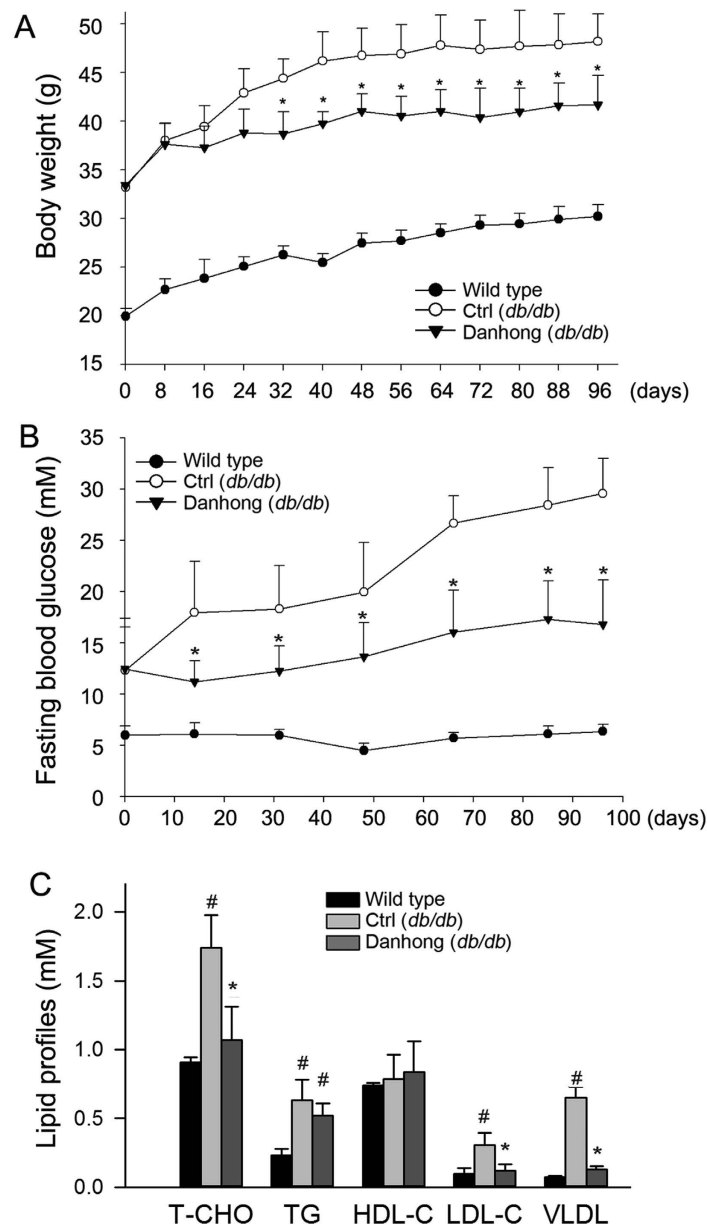 A
Body weight (g)
50
45
40
35
30
25
20
15
* * * * * * * * *
Wild type
Ctrl (db/db)
Danhong (db/db)
0 8 16 24 32 40 48 56 64 72 80 88 96 (days)
B
Fasting blood glucose (mM)
35
30
25
20
15
10
5
0
Wild type
Ctrl (db/db)
Danhong (db/db)
* * * * * *
0 10 20 30 40 50 60 70 80 90 100 (days)
C
Lipid profiles (mM)
2.0
1.5
1.0
0.5
0.0
Wild type
Ctrl (db/db)
Danhong (db/db)
# * # # # * # *
T-CHO TG HDL-C LDL-C VLDL